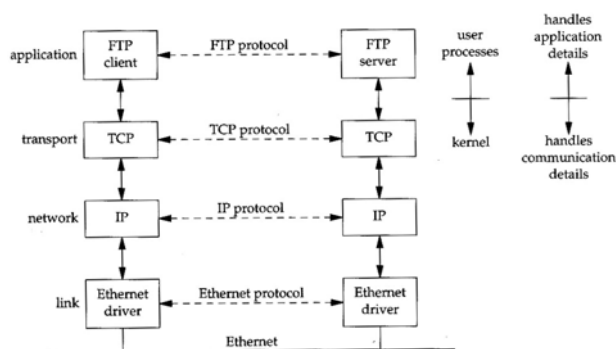 application
FTP
client
FTP protocol
FTP
server
user
processes
handles
application
details
transport
TCP
TCP protocol
TCP
kernel
handles
communication
details
network
IP
IP protocol
IP
link
Ethernet
driver
Ethernet protocol
Ethernet
driver
Ethernet